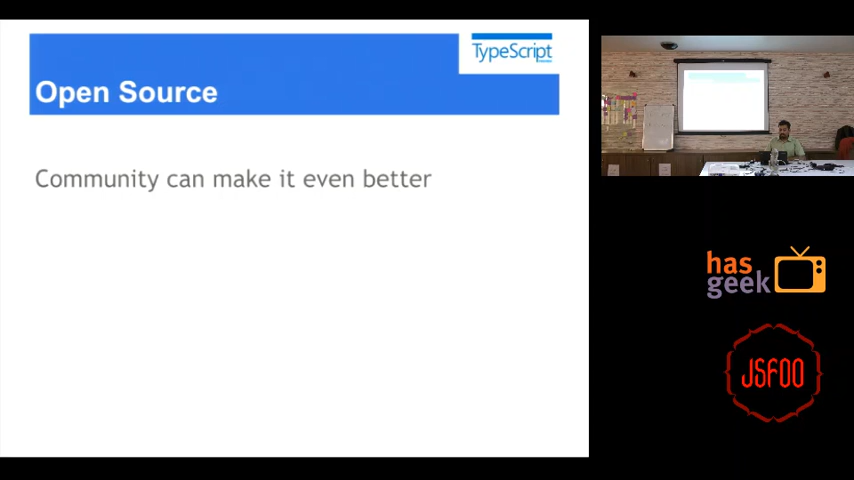 TypeScript
Open Source
Community can make it even better
has
geek
JSFOO